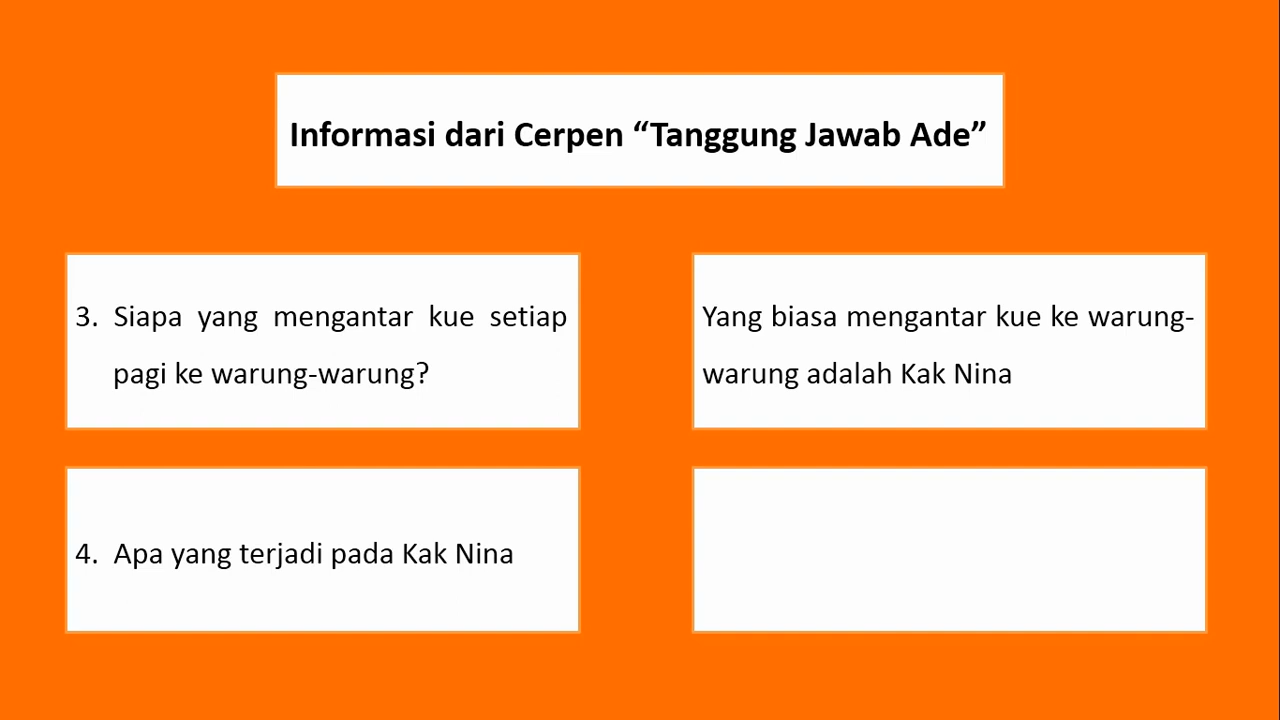 Informasi dari Cerpen “Tanggung Jawab Ade”
3. Siapa yang mengantar kue setiap
pagi ke warung-warung?
Yang biasa mengantar kue ke warung-
warung adalah Kak Nina
4. Apa yang terjadi pada Kak Nina